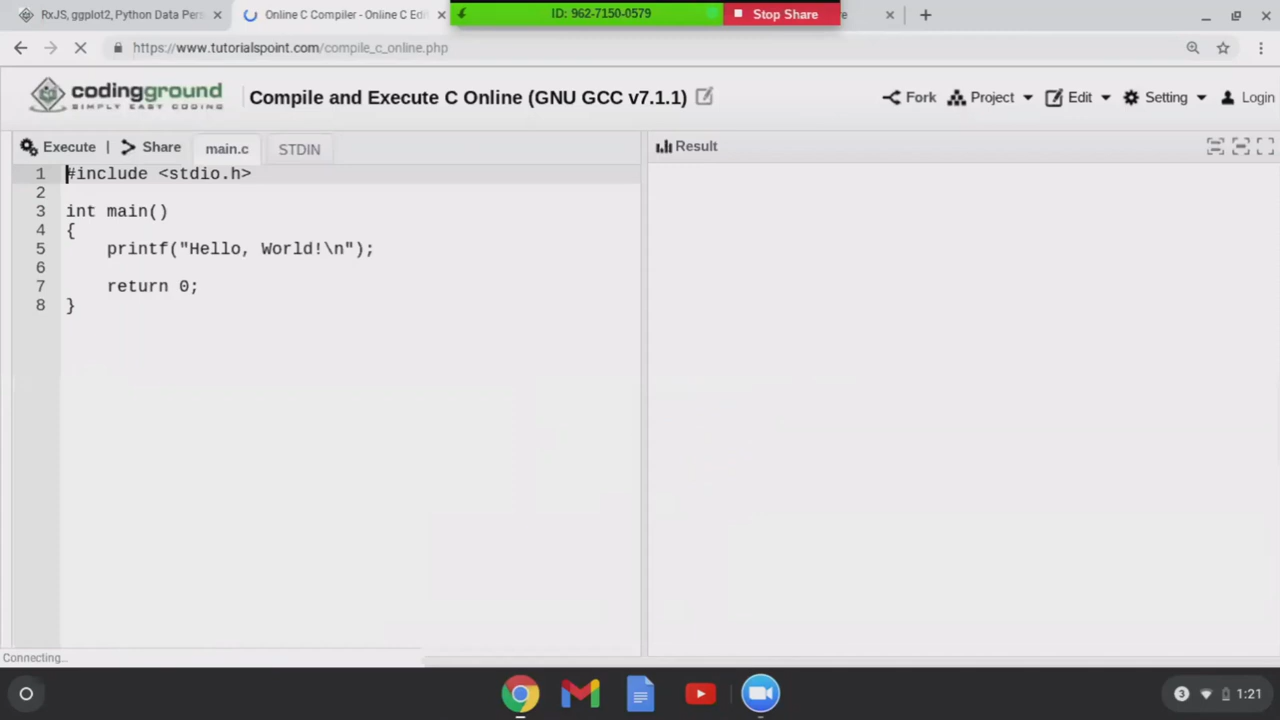 RxJS, ggplot2, Python Data Pers
Online C Compiler - Online C Edit
ID: 962-7150-0579
Stop Share
https://www.tutorialspoint.com/compile_c_online.php
codingground
SIMPLY EASY CODING
Compile and Execute C Online (GNU GCC v7.1.1)
Fork
Project
Edit
Setting
Login
Execute
Share
main.c
STDIN
Result
1 #include <stdio.h>
2
3 int main()
4 {
5 printf("Hello, World!\n");
6
7 return 0;
8 }
Connecting...
3
1:21